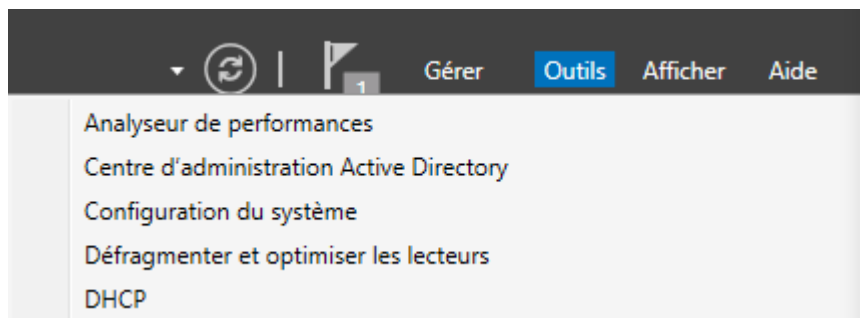 1 Gérer Outils Afficher Aide
Analyseur de performances
Centre d'administration Active Directory
Configuration du système
Défragmenter et optimiser les lecteurs
DHCP